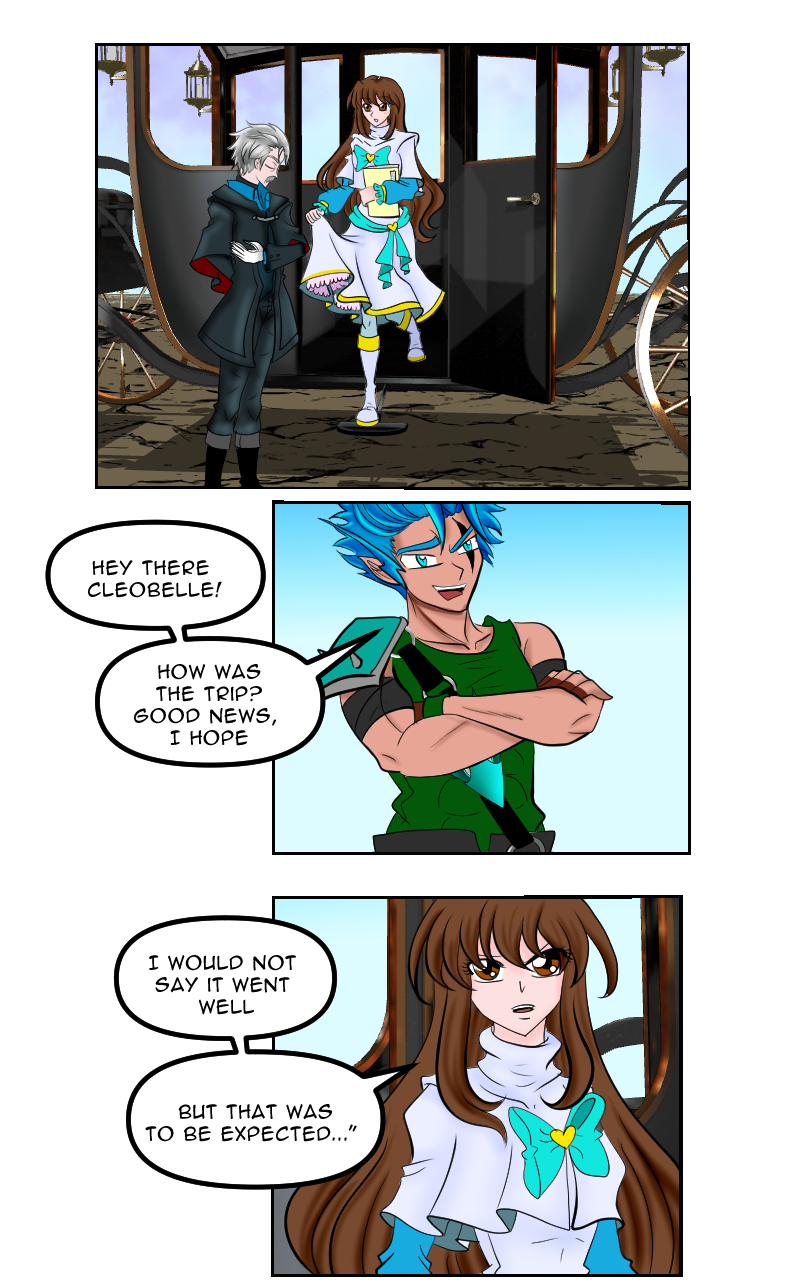 HEY THERE
CLEOBELLE!
HOW WAS
THE TRIP?
GOOD NEWS,
I HOPE
I WOULD NOT
SAY IT WENT
WELL
BUT THAT WAS
TO BE EXPECTED..."